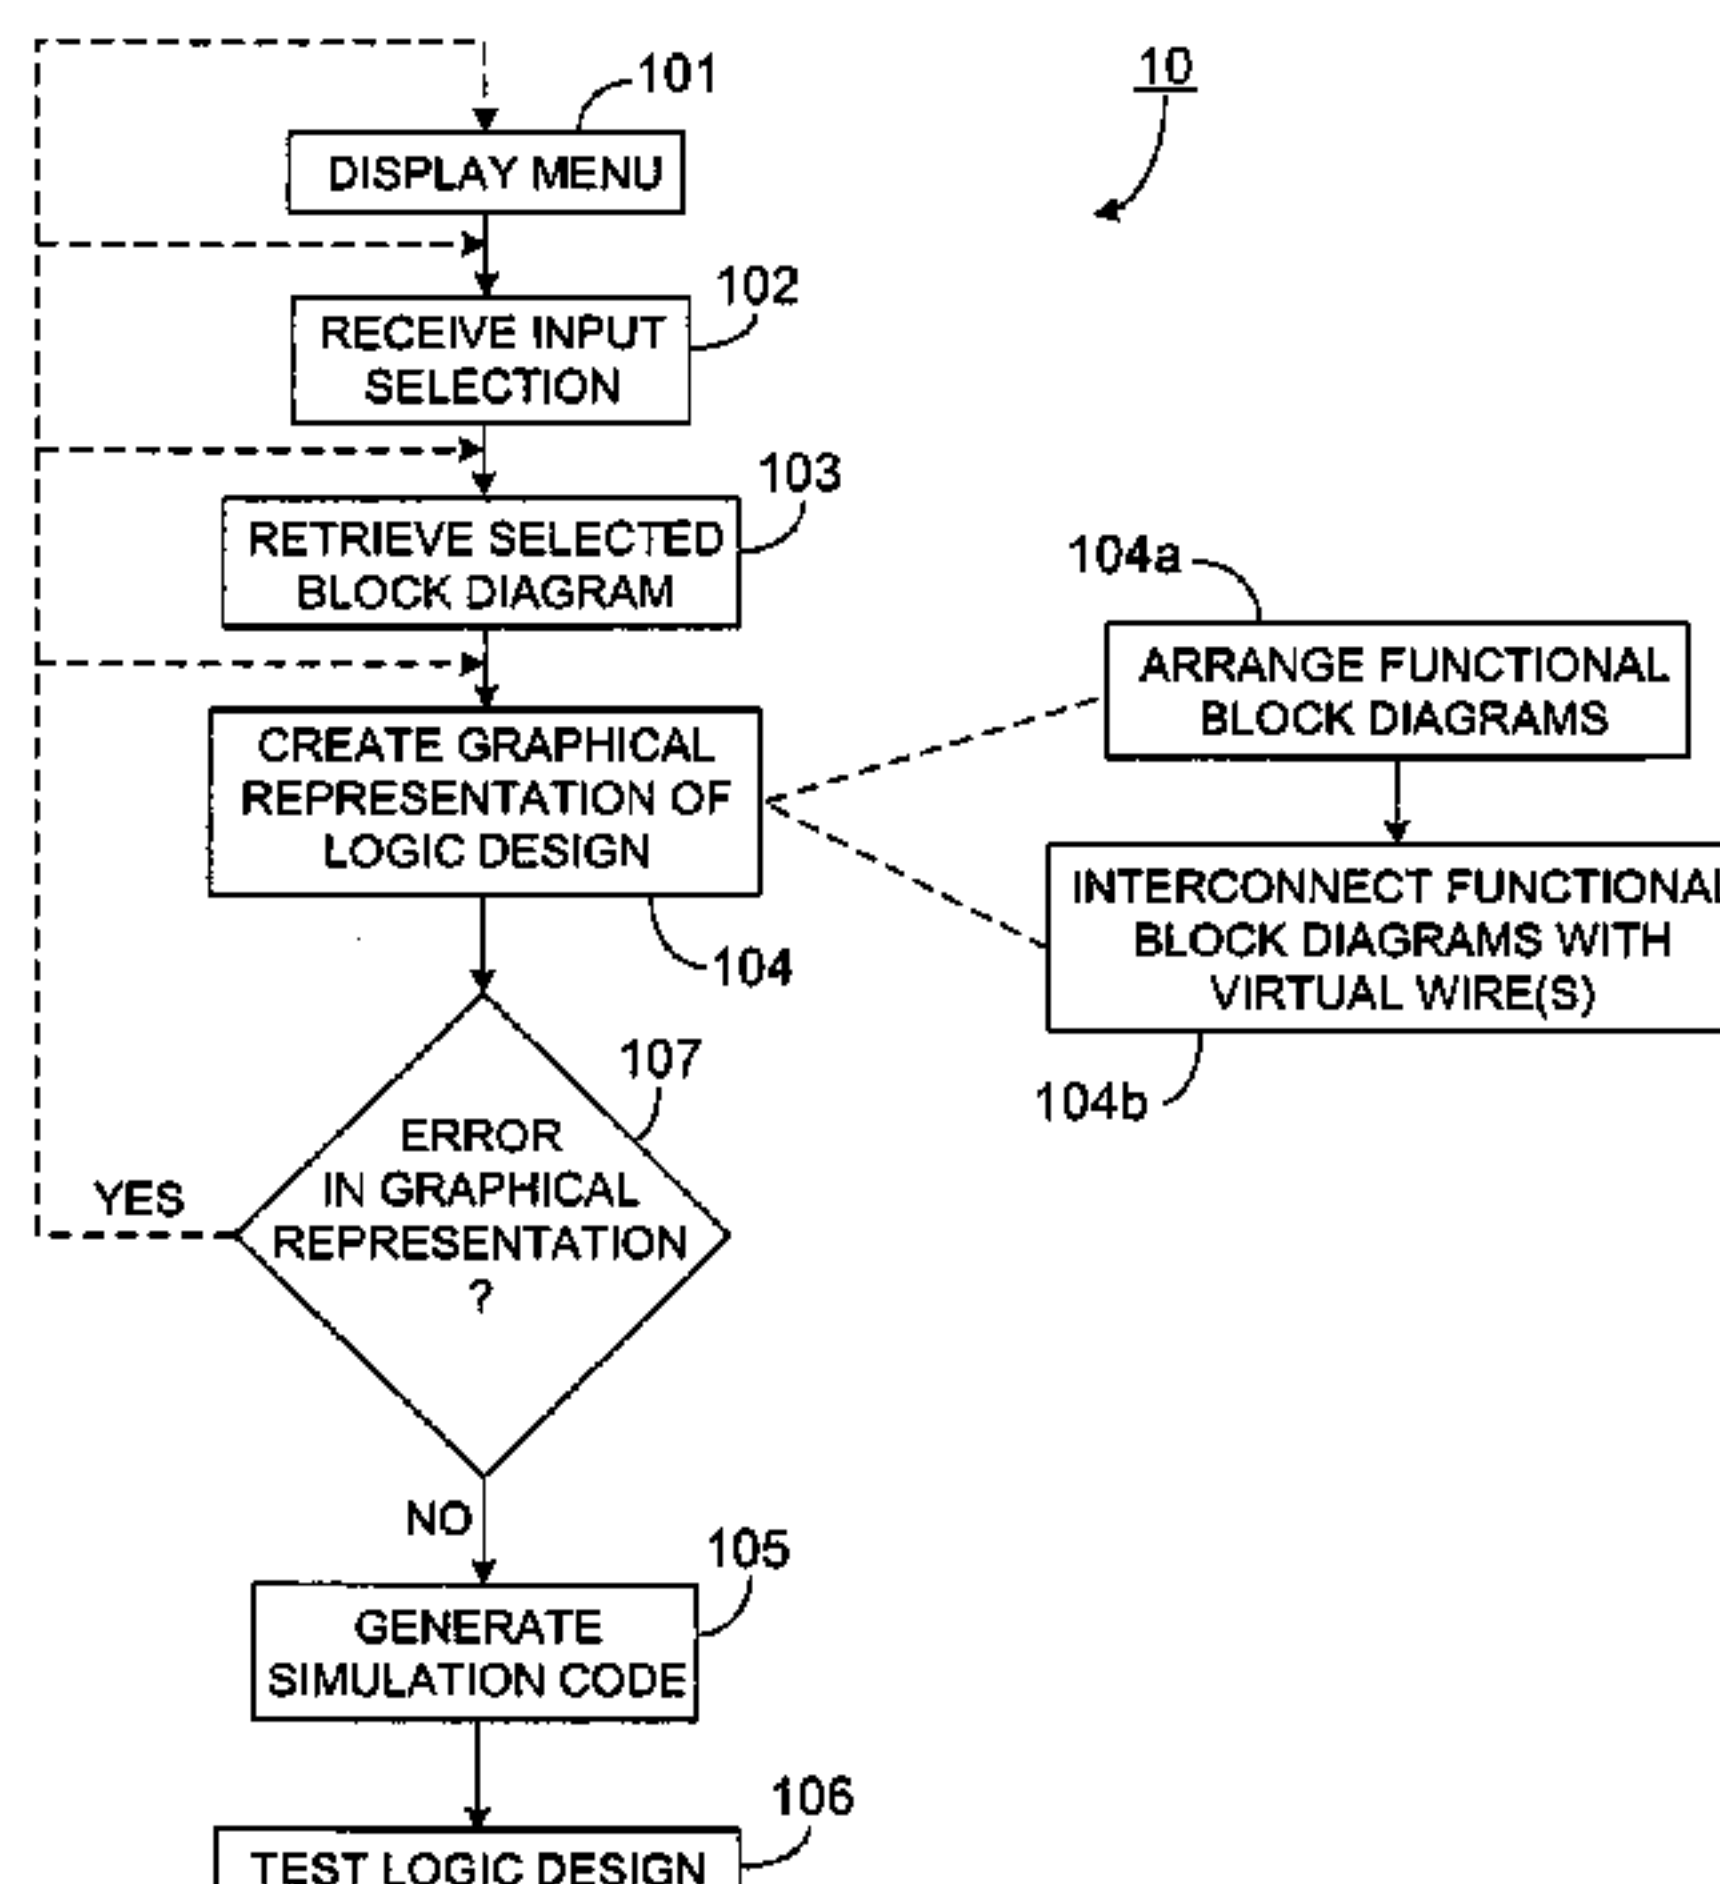 101
10
DISPLAY MENU
102
RECEIVE INPUT
SELECTION
103
RETRIEVE SELECTED
BLOCK DIAGRAM
104a
ARRANGE FUNCTIONAL
BLOCK DIAGRAMS
CREATE GRAPHICAL
REPRESENTATION OF
LOGIC DESIGN
104
INTERCONNECT FUNCTIONAL
BLOCK DIAGRAMS WITH
VIRTUAL WIRE(S)
104b
107
ERROR
IN GRAPHICAL
REPRESENTATION
?
YES
NO
105
GENERATE
SIMULATION CODE
106
TEST LOGIC DESIGN